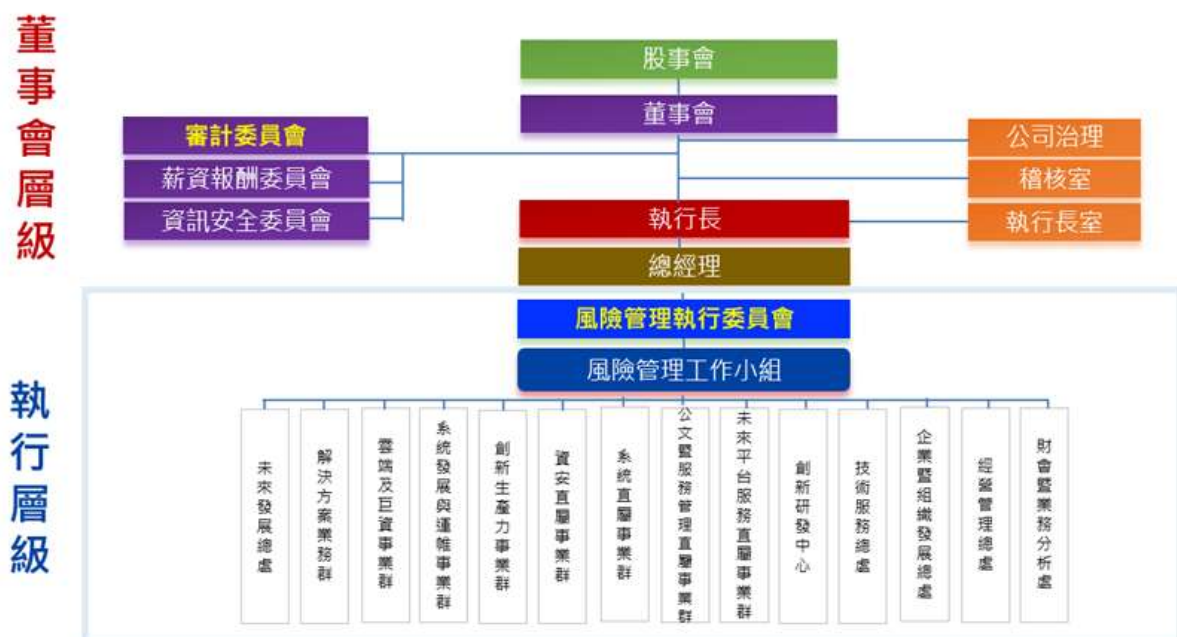 董事會層級
股事會
董事會
審計委員會
薪資報酬委員會
資訊安全委員會
公司治理
稽核室
執行長室
執行長
總經理
執行層級
風險管理執行委員會
風險管理工作小組
未來發展總處
解決方案業務群
雲端及巨資事業群
系統發展與運帷事業群
創新生產力事業群
資安直屬事業群
系統直屬事業群
公文暨服務管理直屬事業群
未來平台服務直屬事業群
創新研發中心
技術服務總處
企業暨組織發展總處
經營管理總處
財會暨業務分析處